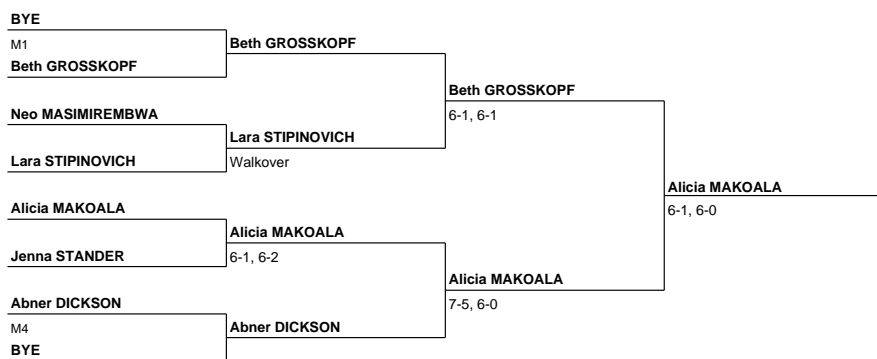 BYE
M1
Beth GROSSKOPF
Beth GROSSKOPF
Beth GROSSKOPF
6-1, 6-1
Neo MASIMIREMBWA
Lara STIPINOVICH
Lara STIPINOVICH
Walkover
Alicia MAKOALA
6-1, 6-0
Alicia MAKOALA
Alicia MAKOALA
Jenna STANDER
6-1, 6-2
Alicia MAKOALA
7-5, 6-0
Abner DICKSON
M4
Abner DICKSON
BYE